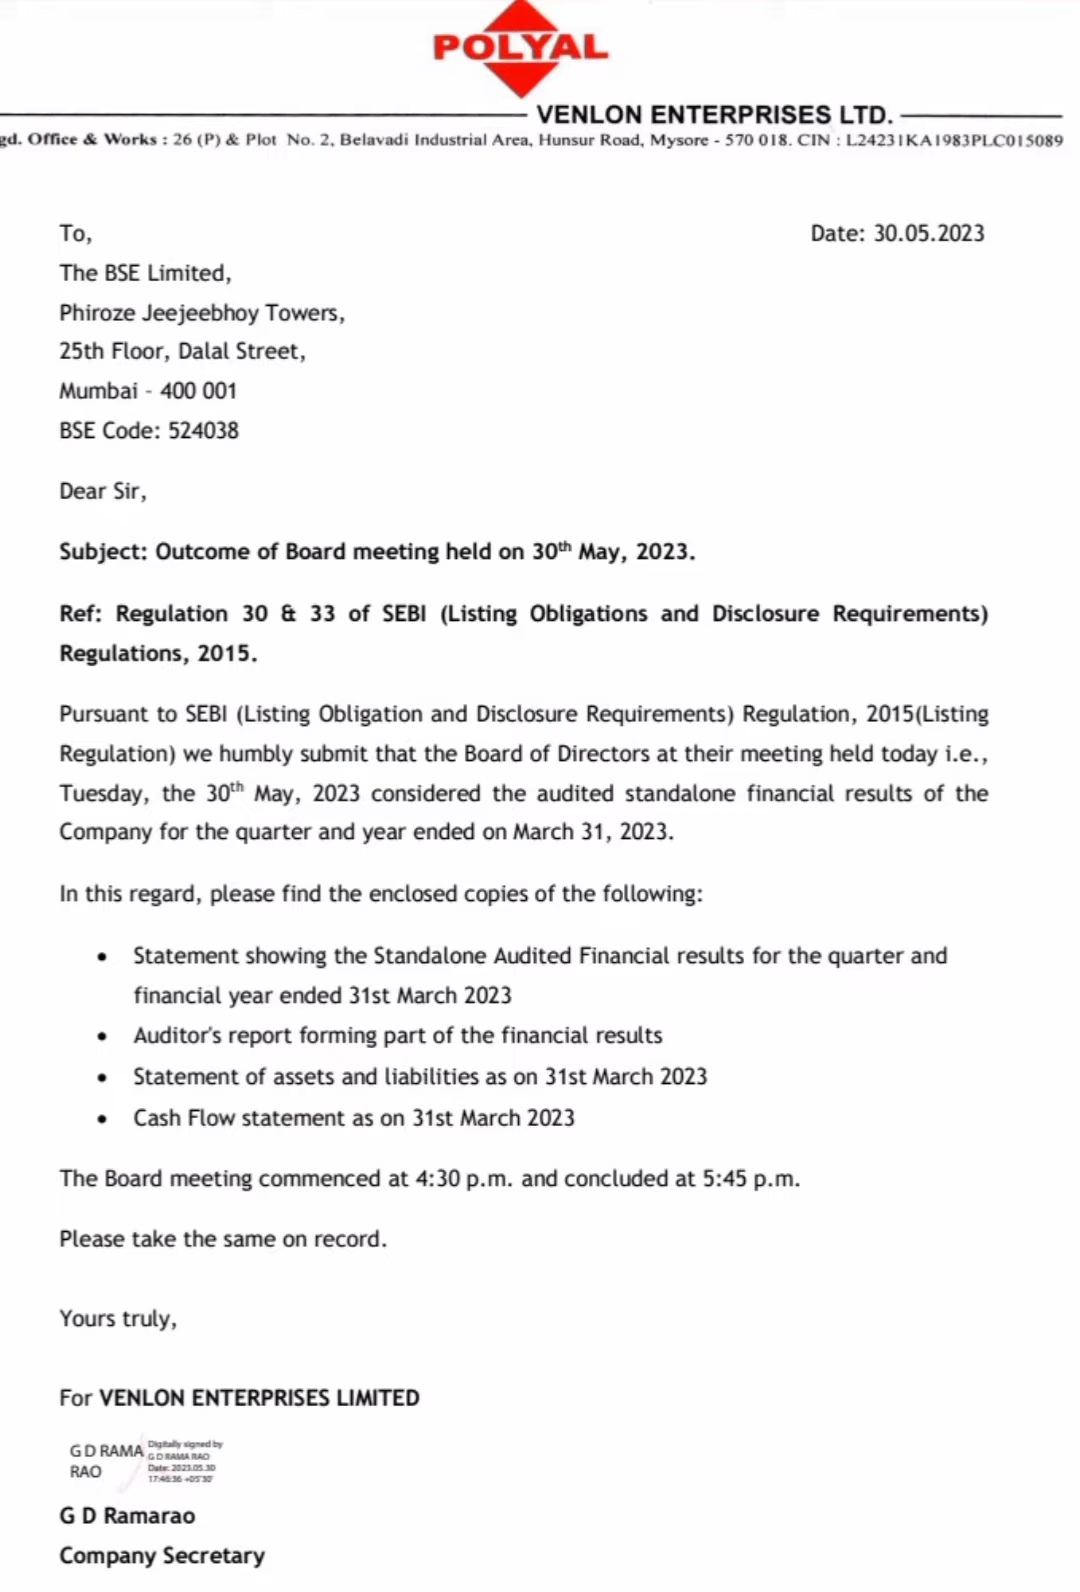 POLYAL
VENLON ENTERPRISES LTD.
gd. Office & Works : 26 (P) & Plot No. 2, Belavadi Industrial Area, Hunsur Road, Mysore - 570 018. CIN : L24231KA1983PLC015089
To,
Date: 30.05.2023
The BSE Limited,
Phiroze Jeejeebhoy Towers,
25th Floor, Dalal Street,
Mumbai - 400 001
BSE Code: 524038
Dear Sir,
Subject: Outcome of Board meeting held on 30th May, 2023.
Ref: Regulation 30 & 33 of SEBI (Listing Obligations and Disclosure Requirements)
Regulations, 2015.
Pursuant to SEBI (Listing Obligation and Disclosure Requirements) Regulation, 2015(Listing
Regulation) we humbly submit that the Board of Directors at their meeting held today i.e.,
Tuesday, the 30th May, 2023 considered the audited standalone financial results of the
Company for the quarter and year ended on March 31, 2023.
In this regard, please find the enclosed copies of the following:
• Statement showing the Standalone Audited Financial results for the quarter and
financial year ended 31st March 2023
• Auditor's report forming part of the financial results
• Statement of assets and liabilities as on 31st March 2023
• Cash Flow statement as on 31st March 2023
The Board meeting commenced at 4:30 p.m. and concluded at 5:45 p.m.
Please take the same on record.
Yours truly,
For VENLON ENTERPRISES LIMITED
G D RAMA
RAO
Digitally signed by
G D RAMA RAO
Date: 2023.05.30
17:46:36 +05'30'
G D Ramarao
Company Secretary